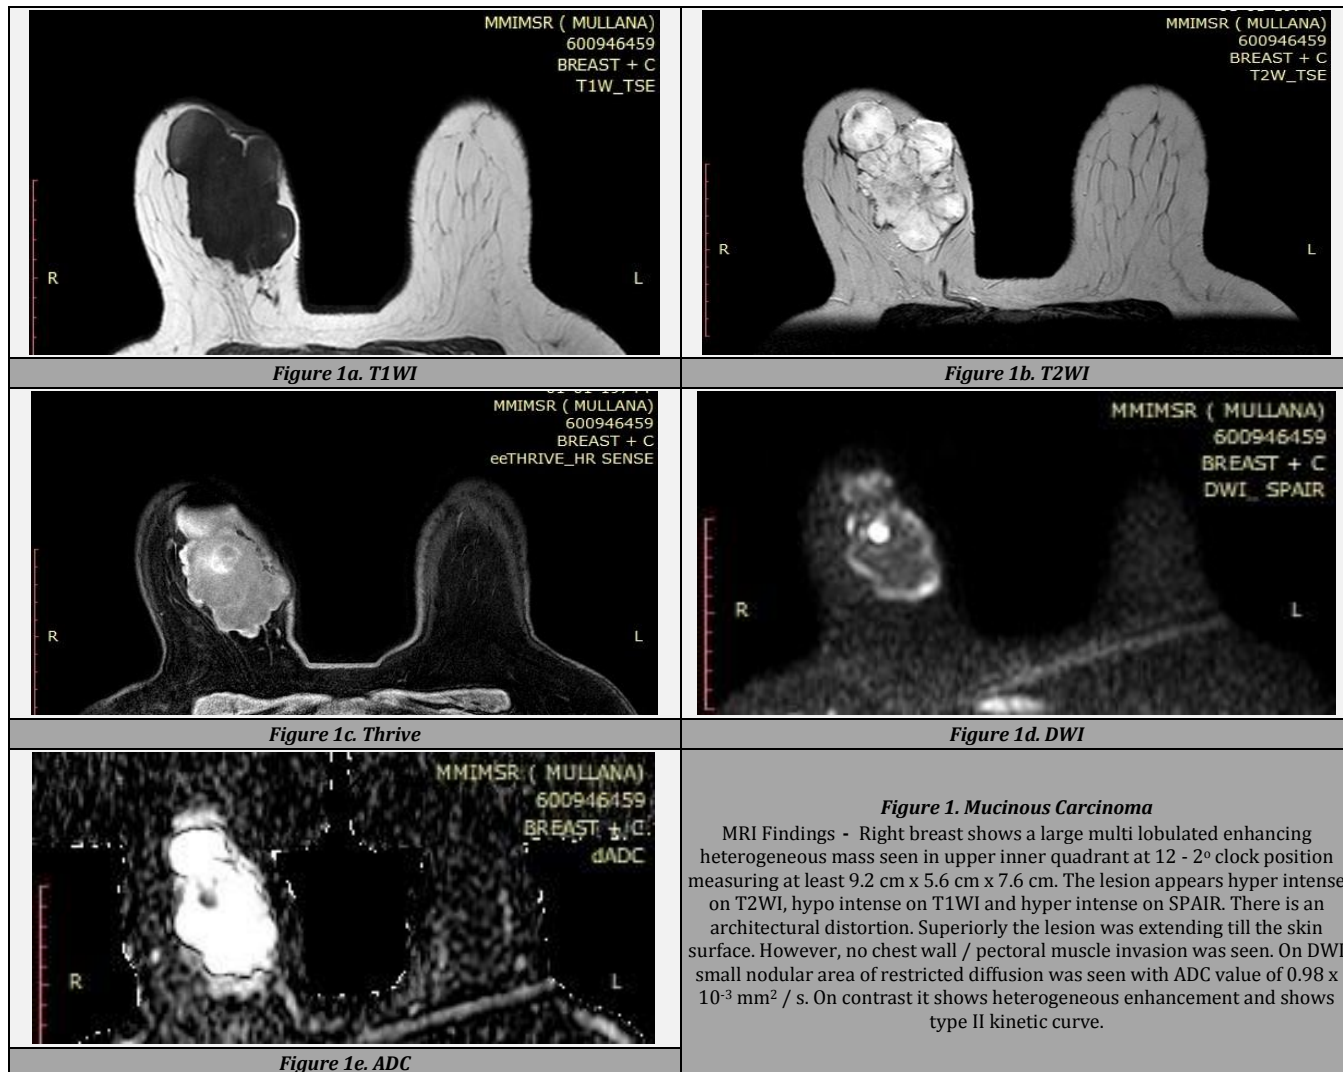 MMIMSR ( MULLANA)
600946459
BREAST + C
T1W_TSE
R
L
Figure 1a. T1WI
MMIMSR ( MULLANA)
600946459
BREAST + C
T2W_TSE
R
L
Figure 1b. T2WI
MMIMSR ( MULLANA)
600946459
BREAST + C
eeTHRIVE_HR SENSE
R
L
Figure 1c. Thrive
MMIMSR ( MULLANA)
600946459
BREAST + C
DWI_ SPAIR
R
L
Figure 1d. DWI
MMIMSR ( MULLANA)
600946459
BREAST + C
dADC
R
L
Figure 1e. ADC
Figure 1. Mucinous Carcinoma
MRI Findings - Right breast shows a large multi lobulated enhancing
heterogeneous mass seen in upper inner quadrant at 12 - 2º clock position
measuring at least 9.2 cm x 5.6 cm x 7.6 cm. The lesion appears hyper intense
on T2WI, hypo intense on T1WI and hyper intense on SPAIR. There is an
architectural distortion. Superiorly the lesion was extending till the skin
surface. However, no chest wall / pectoral muscle invasion was seen. On DWI
small nodular area of restricted diffusion was seen with ADC value of 0.98 x
10-3 mm2 / s. On contrast it shows heterogeneous enhancement and shows
type II kinetic curve.